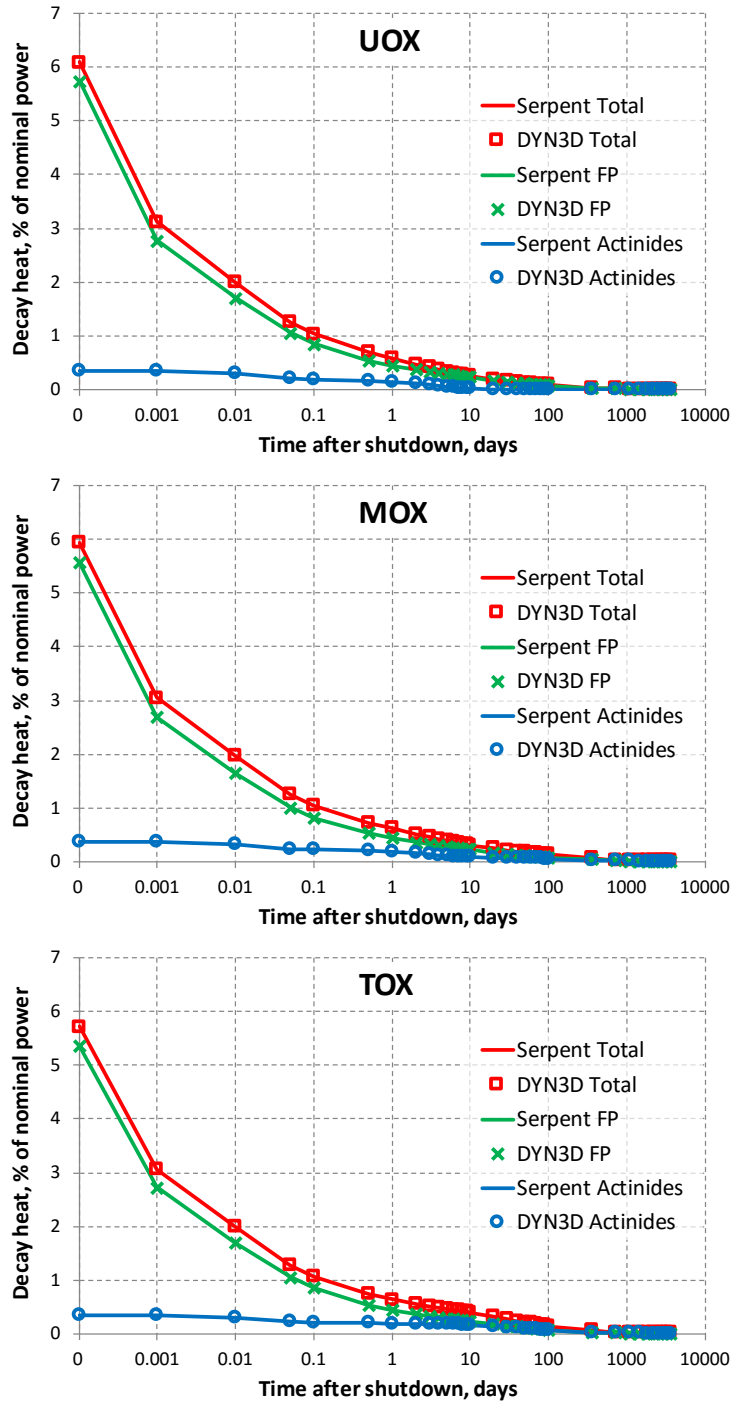 UOX
7
6
5
4
3
2
1
0
Decay heat, % of nominal power
Serpent Total
DYN3D Total
Serpent FP
DYN3D FP
Serpent Actinides
DYN3D Actinides
0 0.001 0.01 0.1 1 10 100 1000 10000
Time after shutdown, days
MOX
7
6
5
4
3
2
1
0
Decay heat, % of nominal power
Serpent Total
DYN3D Total
Serpent FP
DYN3D FP
Serpent Actinides
DYN3D Actinides
0 0.001 0.01 0.1 1 10 100 1000 10000
Time after shutdown, days
TOX
7
6
5
4
3
2
1
0
Decay heat, % of nominal power
Serpent Total
DYN3D Total
Serpent FP
DYN3D FP
Serpent Actinides
DYN3D Actinides
0 0.001 0.01 0.1 1 10 100 1000 10000
Time after shutdown, days